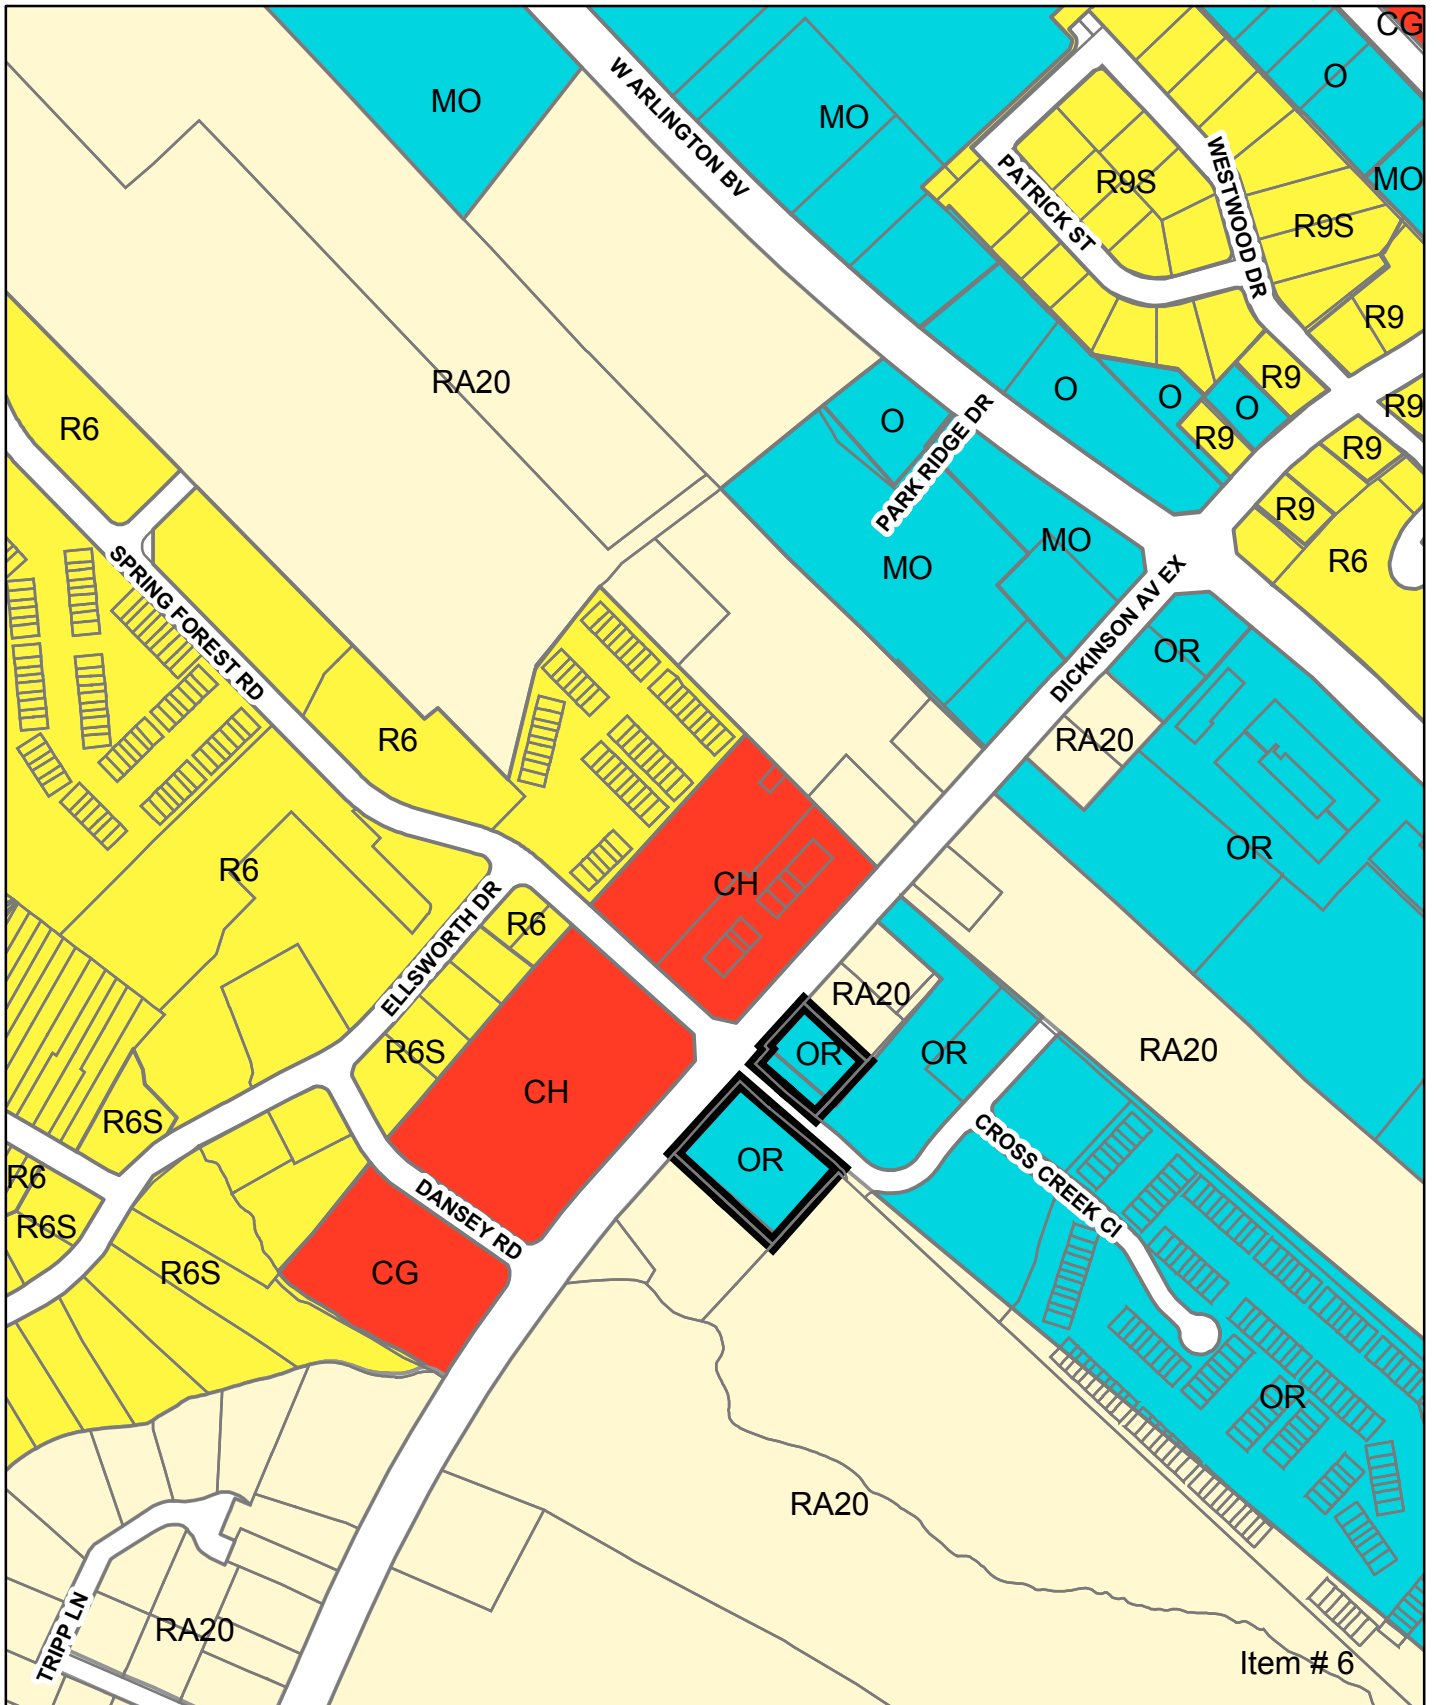 CG
O
MO
MO
W ARLINGTON BV
WESTWOOD DR
MO
R9S
PATRICK ST
R9S
R9
RA20
R9
O
O
O
R9
R9
O
PARK RIDGE DR
R6
R9
R9
MO
MO
R6
SPRING FOREST RD
DICKINSON AV EX
OR
RA20
R6
OR
R6
CH
ELLSWORTH DR
R6
RA20
R6S
OR
OR
RA20
CH
R6S
CROSS CREEK CI
OR
R6
DANSEY RD
R6S
R6S
CG
OR
RA20
TRIPP LN
RA20
Item # 6